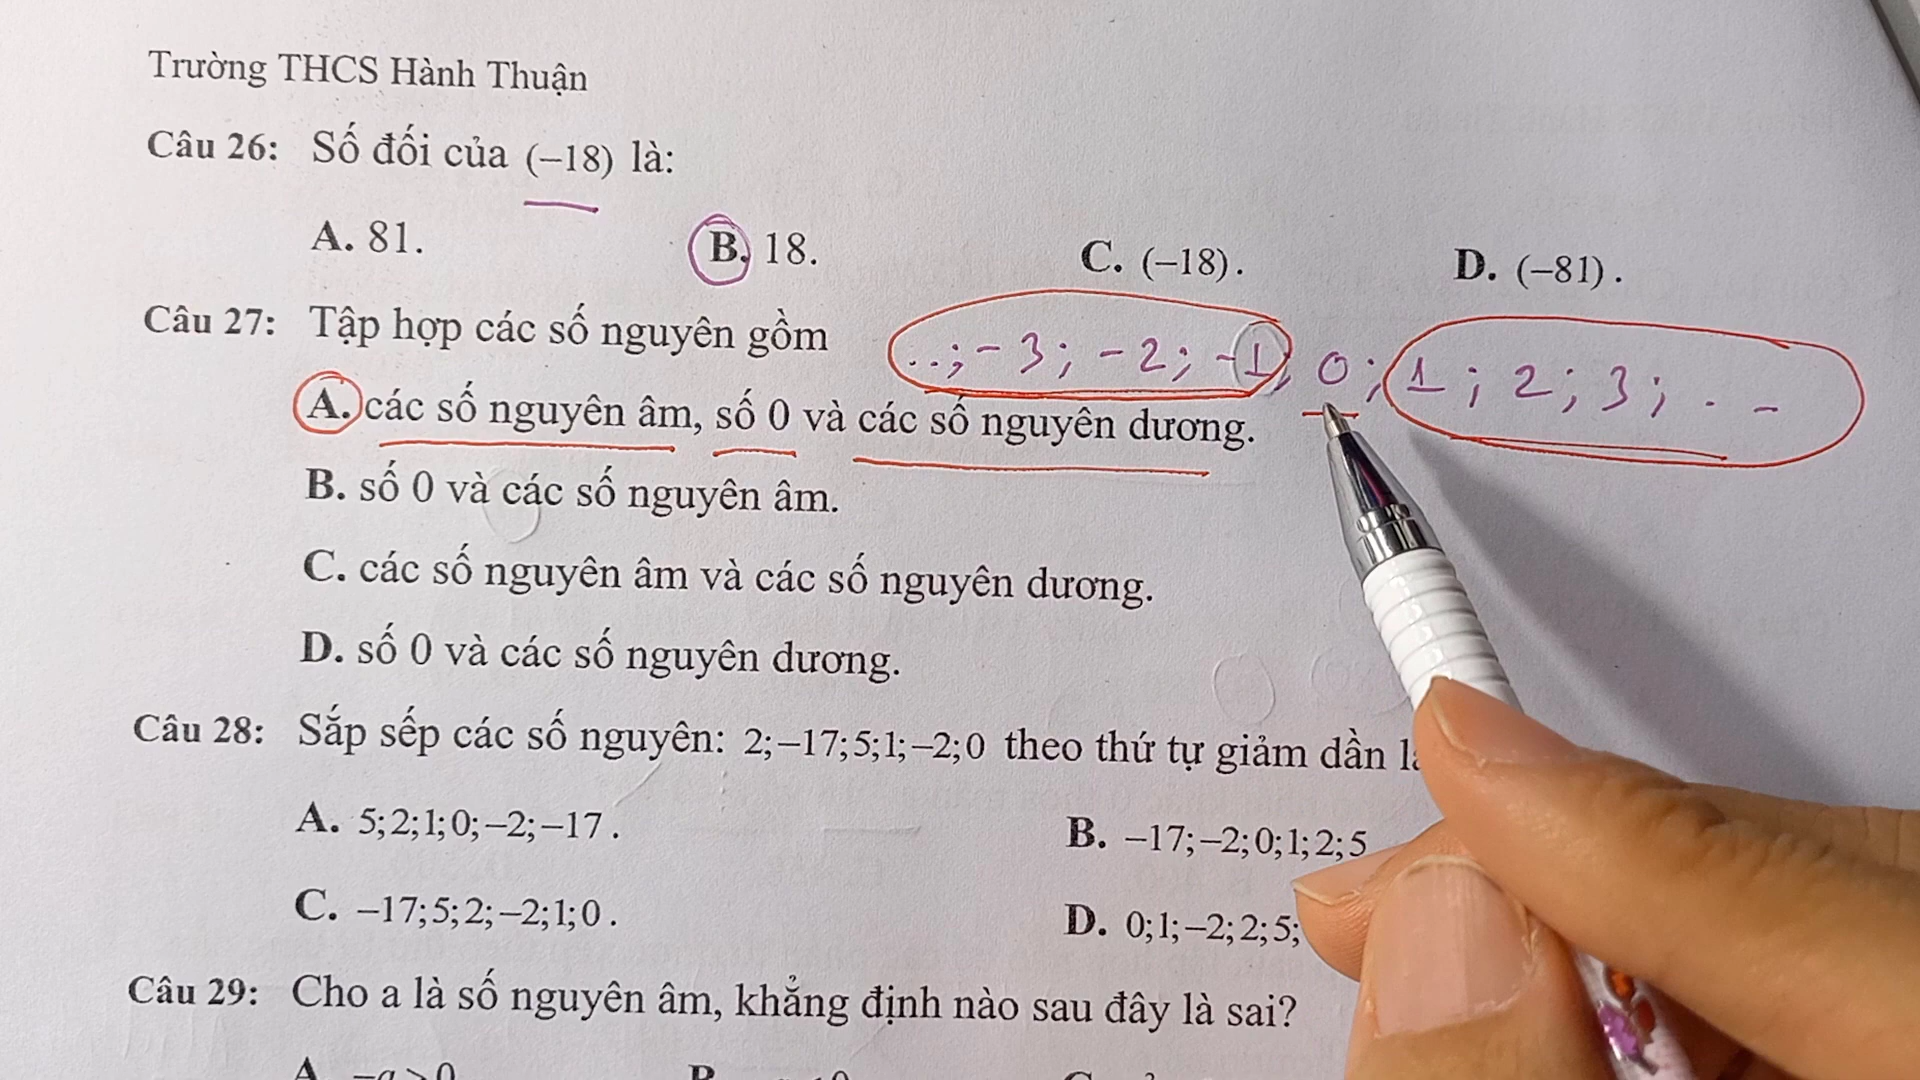 Trường THCS Hành Thuận
Câu 26: Số đối của (−18) là:
A. 81. B. 18. C. (−18). D. (−81).
Câu 27: Tập hợp các số nguyên gồm
..; -3; -2; -1; 0; 1; 2; 3; . -
A. các số nguyên âm, số 0 và các số nguyên dương.
B. số 0 và các số nguyên âm.
C. các số nguyên âm và các số nguyên dương.
D. số 0 và các số nguyên dương.
Câu 28: Sắp sếp các số nguyên: 2;−17;5;1;−2;0 theo thứ tự giảm dần
A. 5;2;1;0;−2;−17. B. −17;−2;0;1;2;5
C. −17;5;2;−2;1;0. D. 0;1;−2;2;5;
Câu 29: Cho a là số nguyên âm, khẳng định nào sau đây là sai?